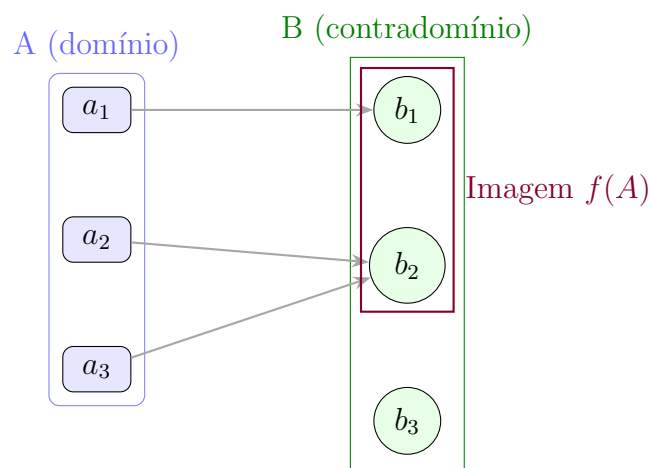 A (domínio)
B (contradomínio)
a₁
b₁
Imagem f(A)
a₂
b₂
a₃
b₃